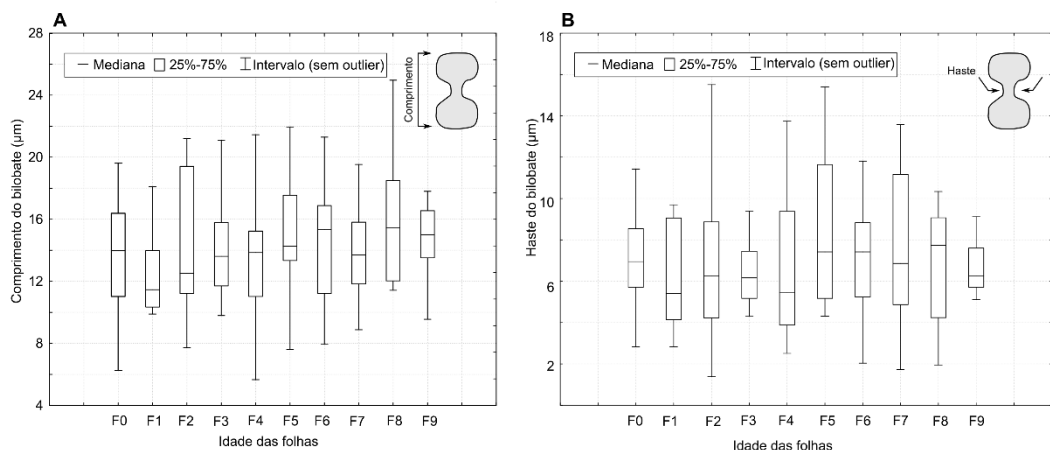 A
Mediana 25%-75% Intervalo (sem outlier)
Comprimento
Comprimento do bilobate (µm)
28
24
20
16
12
8
4
F0 F1 F2 F3 F4 F5 F6 F7 F8 F9
Idade das folhas
B
Mediana 25%-75% Intervalo (sem outlier)
Haste
Haste do bilobate (µm)
18
14
10
6
2
F0 F1 F2 F3 F4 F5 F6 F7 F8 F9
Idade das folhas